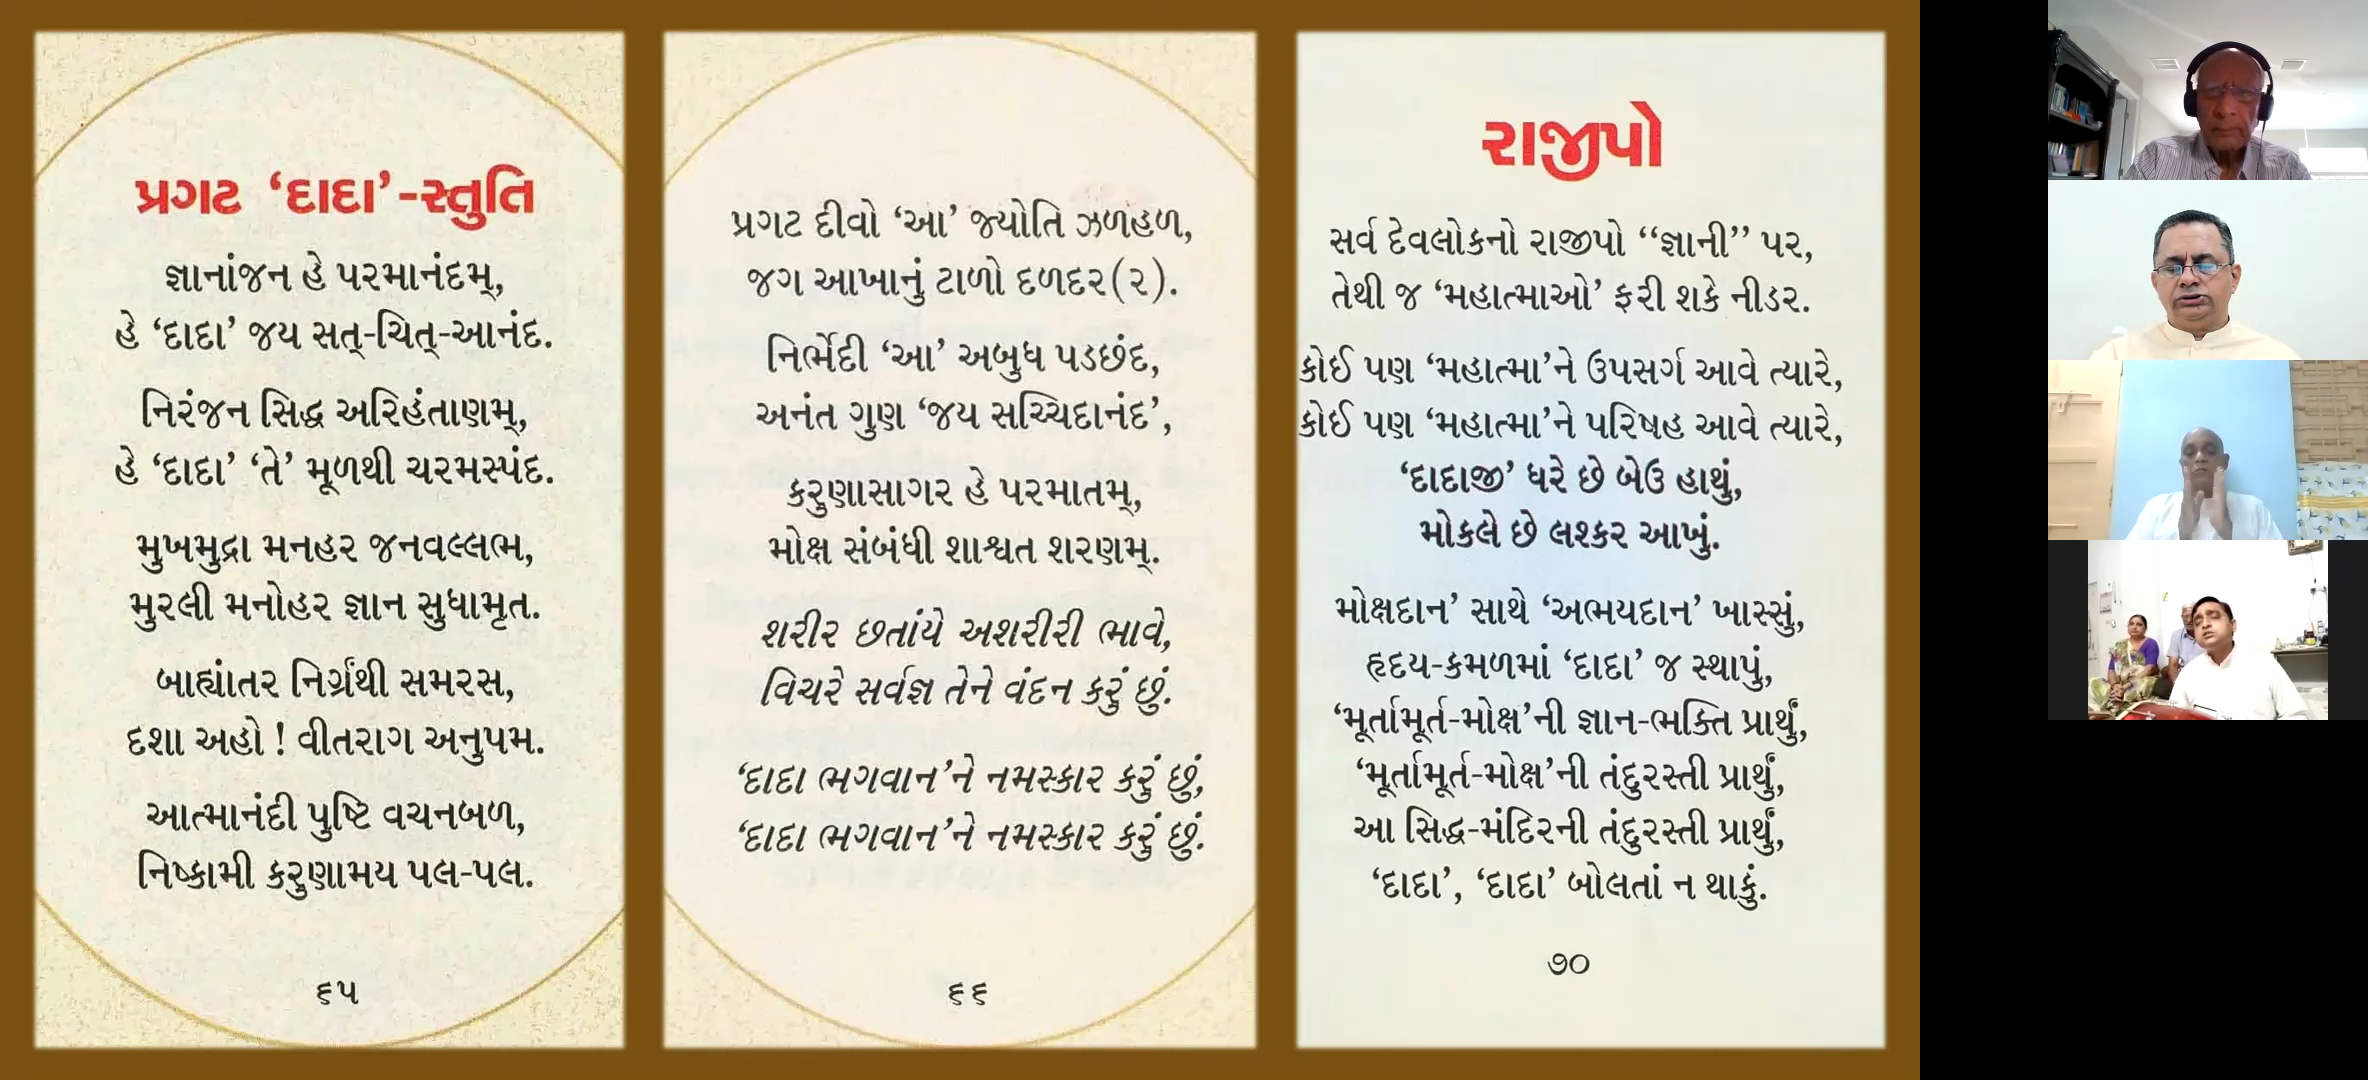 પ્રગટ ‘દાદા’-સ્તુતિ
જ્ઞાનાંજન હે પરમાનંદમ્,
હે ‘દાદા’ જય સત્-ચિત્-આનંદ.
નિરંજન સિદ્ધ અરિહંતાણમ્,
હે ‘દાદા’ ‘તે’ મૂળથી ચરમસ્પંદ.
મુખમુદ્રા મનહર જનવલ્લભ,
મુરલી મનોહર જ્ઞાન સુધામૃત.
બાહ્યાંતર નિર્ગ્રંથી સમરસ,
દશા અહો ! વીતરાગ અનુપમ.
આત્માનંદી પુષ્ટિ વચનબળ,
નિષ્કામી કરુણામય પલ-પલ.
૬૫
પ્રગટ દીવો ‘આ’ જ્યોતિ ઝળહળ,
જગ આખાનું ટાળો દળદર(૨).
નિર્ભેદી ‘આ’ અબુધ પડછંદ,
અનંત ગુણ ‘જય સચ્ચિદાનંદ’,
કરુણાસાગર હે પરમાતમ્,
મોક્ષ સંબંધી શાશ્વત શરણમ્.
શરીર છતાંયે અશરીરી ભાવે,
વિચરે સર્વજ્ઞ તેને વંદન કરું છું.
‘દાદા ભગવાન’ને નમસ્કાર કરું છું,
‘દાદા ભગવાન’ને નમસ્કાર કરું છું.
૬૬
રાજીપો
સર્વ દેવલોકનો રાજીપો “જ્ઞાની” પર,
તેથી જ ‘મહાત્માઓ’ ફરી શકે નીડર.
કોઈ પણ ‘મહાત્મા’ને ઉપસર્ગ આવે ત્યારે,
કોઈ પણ ‘મહાત્મા’ને પરિષહ આવે ત્યારે,
‘દાદાજી’ ધરે છે બેઉ હાથું,
મોકલે છે લશ્કર આખું.
મોક્ષદાન’ સાથે ‘અભયદાન’ ખાસ્સું,
હૃદય-કમળમાં ‘દાદા’ જ સ્થાપું,
‘મૂર્તામૂર્ત-મોક્ષ’ની જ્ઞાન-ભક્તિ પ્રાર્થું,
‘મૂર્તામૂર્ત-મોક્ષ’ની તંદુરસ્તી પ્રાર્થું,
આ સિદ્ધ-મંદિરની તંદુરસ્તી પ્રાર્થું,
‘દાદા’, ‘દાદા’ બોલતાં ન થાકું.
૭૦